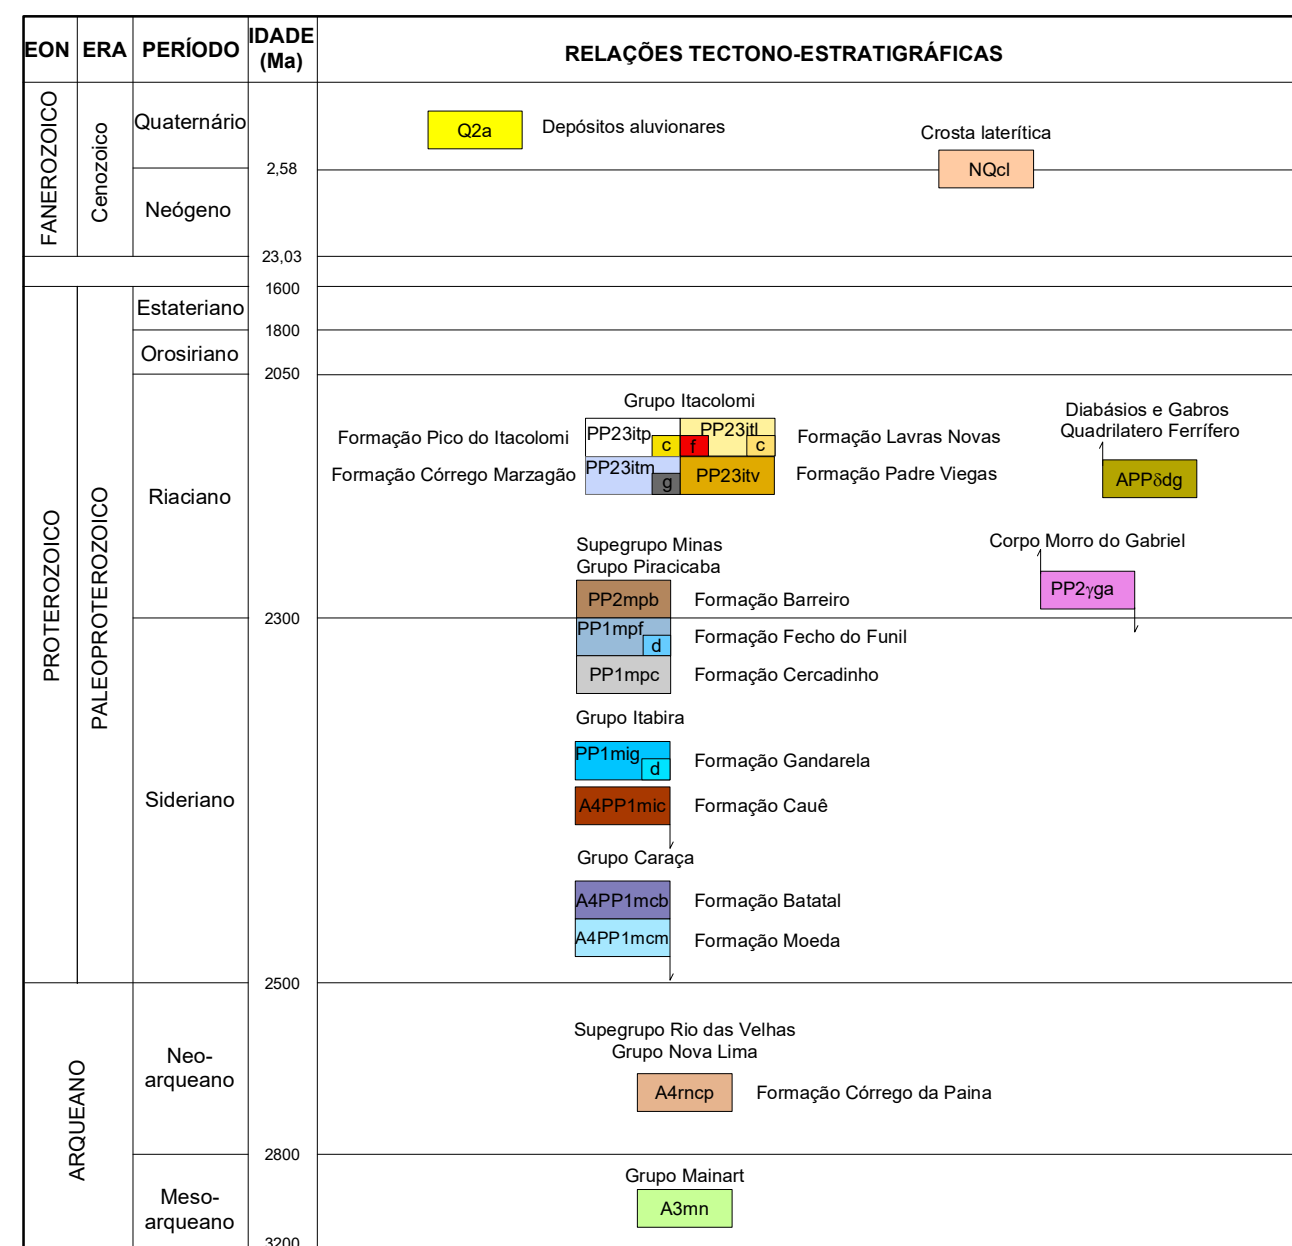 EON ERA PERÍODO IDADE (Ma) RELAÇÕES TECTONO-ESTRATIGRÁFICAS
FANEROZOICO
Cenozoico
Quaternário
Q2a Depósitos aluvionares
Crosta laterítica
NQcl
2,58
Neógeno
23,03
1600
PROTEROZOICO
PALEOPROTEROZOICO
Estateriano
1800
Orosiriano
2050
Riaciano
Grupo Itacolomi
Formação Pico do Itacolomi PP23itp c PP23itl f c Formação Lavras Novas
Formação Córrego Marzagão PP23itm g PP23itv Formação Padre Viegas
Diabásios e Gabros
Quadrilatero Ferrífero
APPδdg
Corpo Morro do Gabriel
PP2γga
Supegrupo Minas
Grupo Piracicaba
PP2mpb Formação Barreiro
2300
PP1mpf d Formação Fecho do Funil
PP1mpc Formação Cercadinho
Sideriano
Grupo Itabira
PP1mig d Formação Gandarela
A4PP1mic Formação Cauê
Grupo Caraça
A4PP1mcb Formação Batatal
A4PP1mcm Formação Moeda
2500
ARQUEANO
Neo-
arqueano
Supegrupo Rio das Velhas
Grupo Nova Lima
A4rncp Formação Córrego da Paina
2800
Meso-
arqueano
Grupo Mainart
A3mn
3200